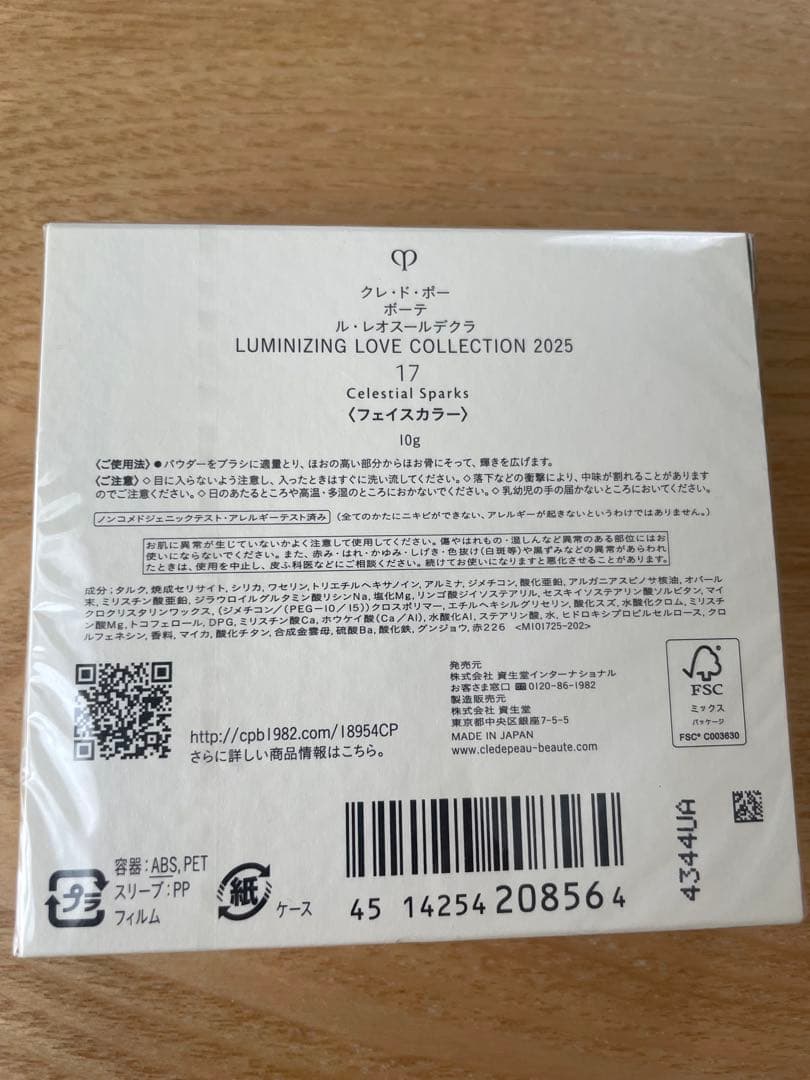 クレ・ド・ポー
ボーテ
ル・レオスールデクラ
LUMINIZING LOVE COLLECTION 2025
17
Celestial Sparks
〈フェイスカラー〉
10g
〈ご使用法〉●パウダーをブラシに適量とり、ほおの高い部分からほお骨にそって、輝きを広げます。
〈ご注意〉◇目に入らないよう注意し、入ったときはすぐに洗い流してください。◇落下などの衝撃により、中味が割れることがあります
のでご注意ください。◇日のあたるところや高温・多湿のところにおかないでください。◇乳幼児の手の届かないところにおいてください。
ノンコメドジェニックテスト・アレルギーテスト済み (全てのかたにニキビができない、アレルギーが起きないというわけではありません。)
お肌に異常が生じていないかよく注意して使用してください。傷やはれもの・湿しんなど異常のある部位にはお
使いにならないでください。また、赤み・はれ・かゆみ・しげき・色抜け(白斑等)や黒ずみなどの異常があらわれ
たときは、使用を中止し、皮ふ科医などにご相談ください。続けてお使いになりますと悪化させることがあります。
成分：タルク, 焼成セリサイト, シリカ, ワセリン, トリエチルヘキサノイン, アルミナ, ジメチコン, 酸化亜鉛, アルガニアスピノサ核油, オパール
末, ミリスチン酸亜鉛, ジラウロイルグルタミン酸リシンNa, 塩化Mg, リンゴ酸ジイソステアリル, セスキイソステアリン酸ソルビタン, マイ
クロクリスタリンワックス, (ジメチコン/(PEG-10/15))クロスポリマー, エチルヘキシルグリセリン, 酸化スズ, 水酸化クロム, ミリスチ
ン酸Mg, トコフェロール, DPG, ミリスチン酸Ca, ホウケイ酸(Ca/Al), 水酸化Al, ステアリン酸, 水, ヒドロキシプロピルセルロース, クロ
ルフェネシン, 香料, マイカ, 酸化チタン, 合成金雲母, 硫酸Ba, 酸化鉄, グンジョウ, 赤226 <MI01725-202>
http://cpb1982.com/18954CP
さらに詳しい商品情報はこちら。
発売元
株式会社 資生堂インターナショナル
お客さま窓口 0120-86-1982
製造販売元
株式会社 資生堂
東京都中央区銀座7-5-5
MADE IN JAPAN
www.cledepeau-beaute.com
FSC
ミックス
パッケージ
FSC® C003630
プラ
容器：ABS, PET
スリーブ：PP
フィルム
紙
ケース
45 14254 208564
4344UA